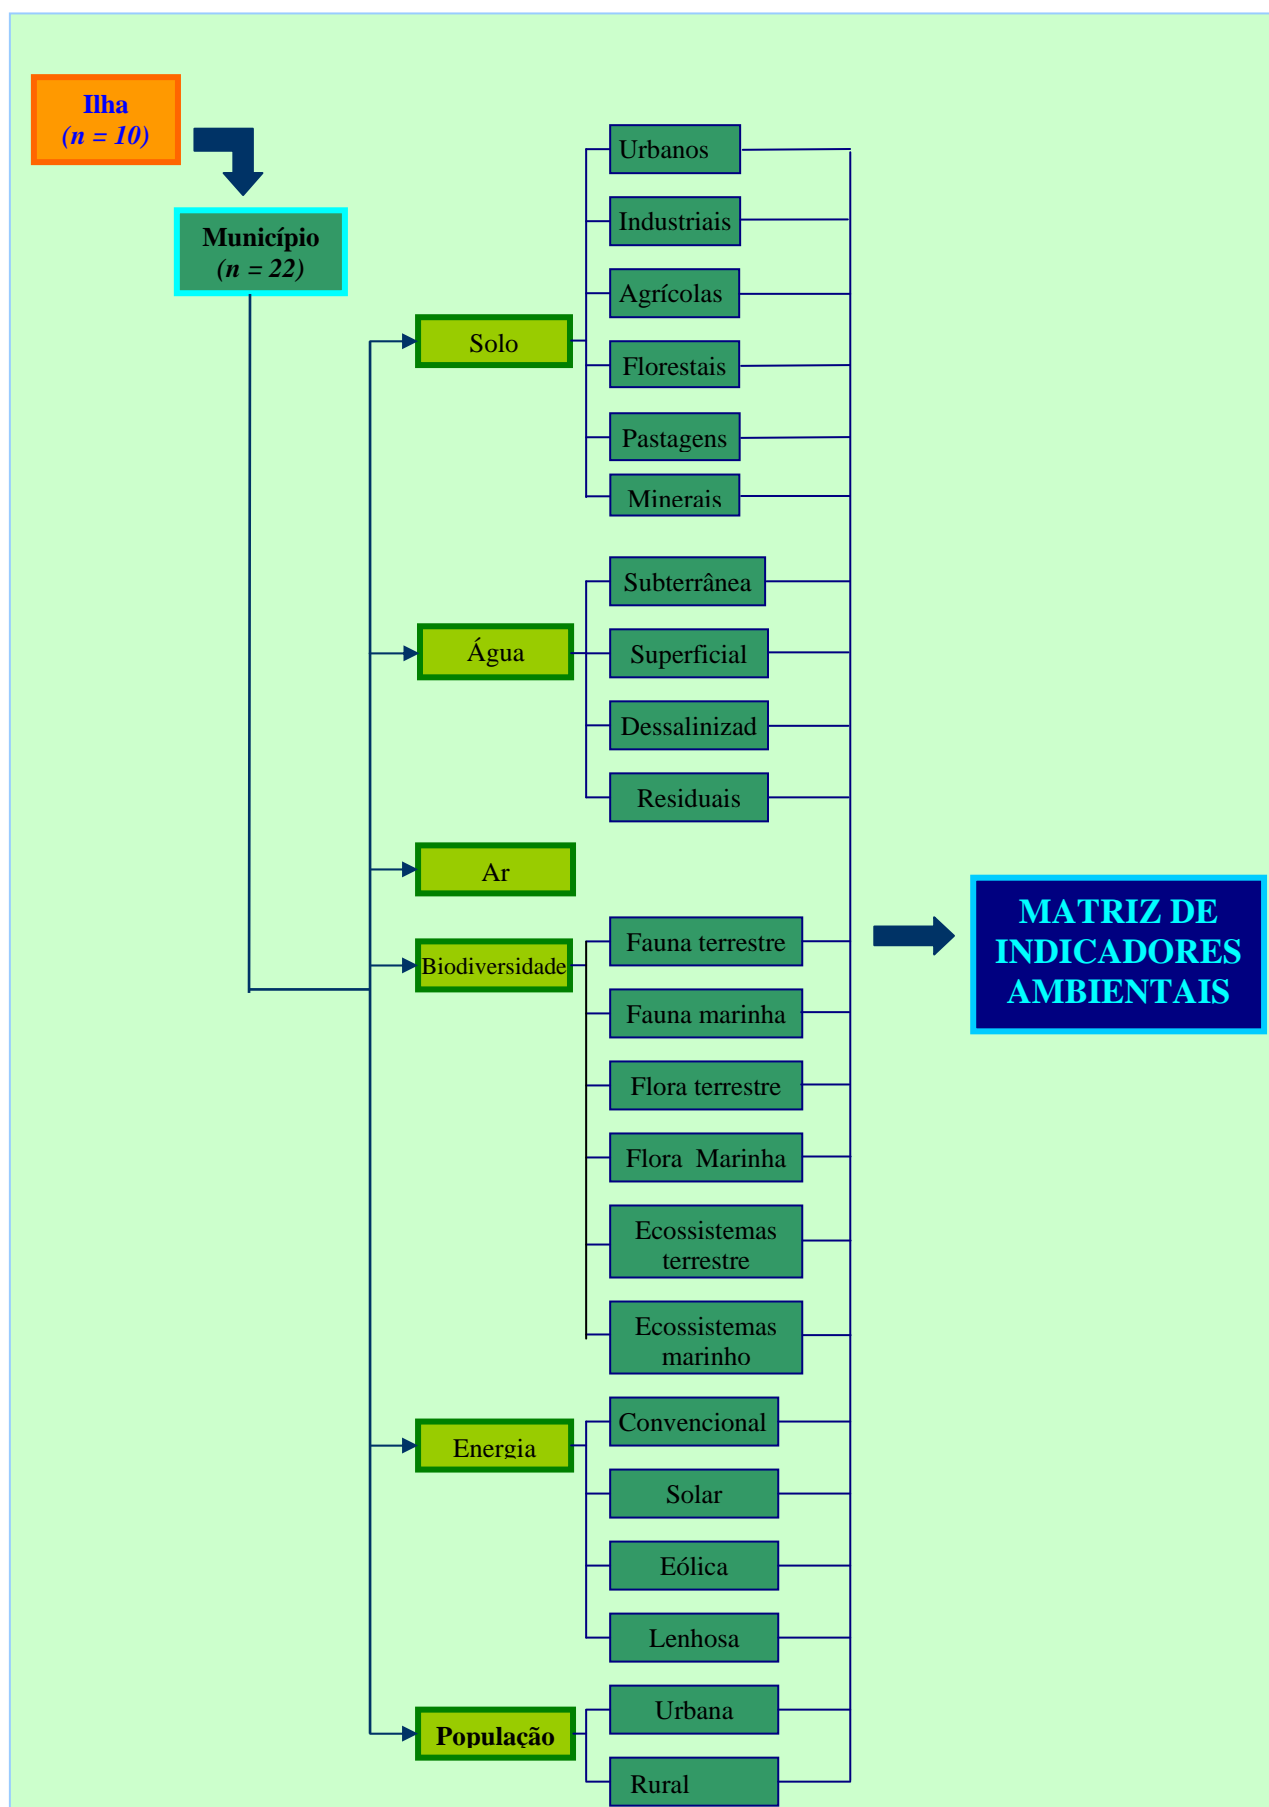 Ilha
(n = 10)
Município
(n = 22)
Solo
Urbanos
Industriais
Agrícolas
Florestais
Pastagens
Minerais
Água
Subterrânea
Superficial
Dessalinizad
Residuais
Ar
Biodiversidade
Fauna terrestre
Fauna marinha
Flora terrestre
Flora Marinha
Ecossistemas
terrestre
Ecossistemas
marinho
Energia
Convencional
Solar
Eólica
Lenhosa
População
Urbana
Rural
MATRIZ DE
INDICADORES
AMBIENTAIS